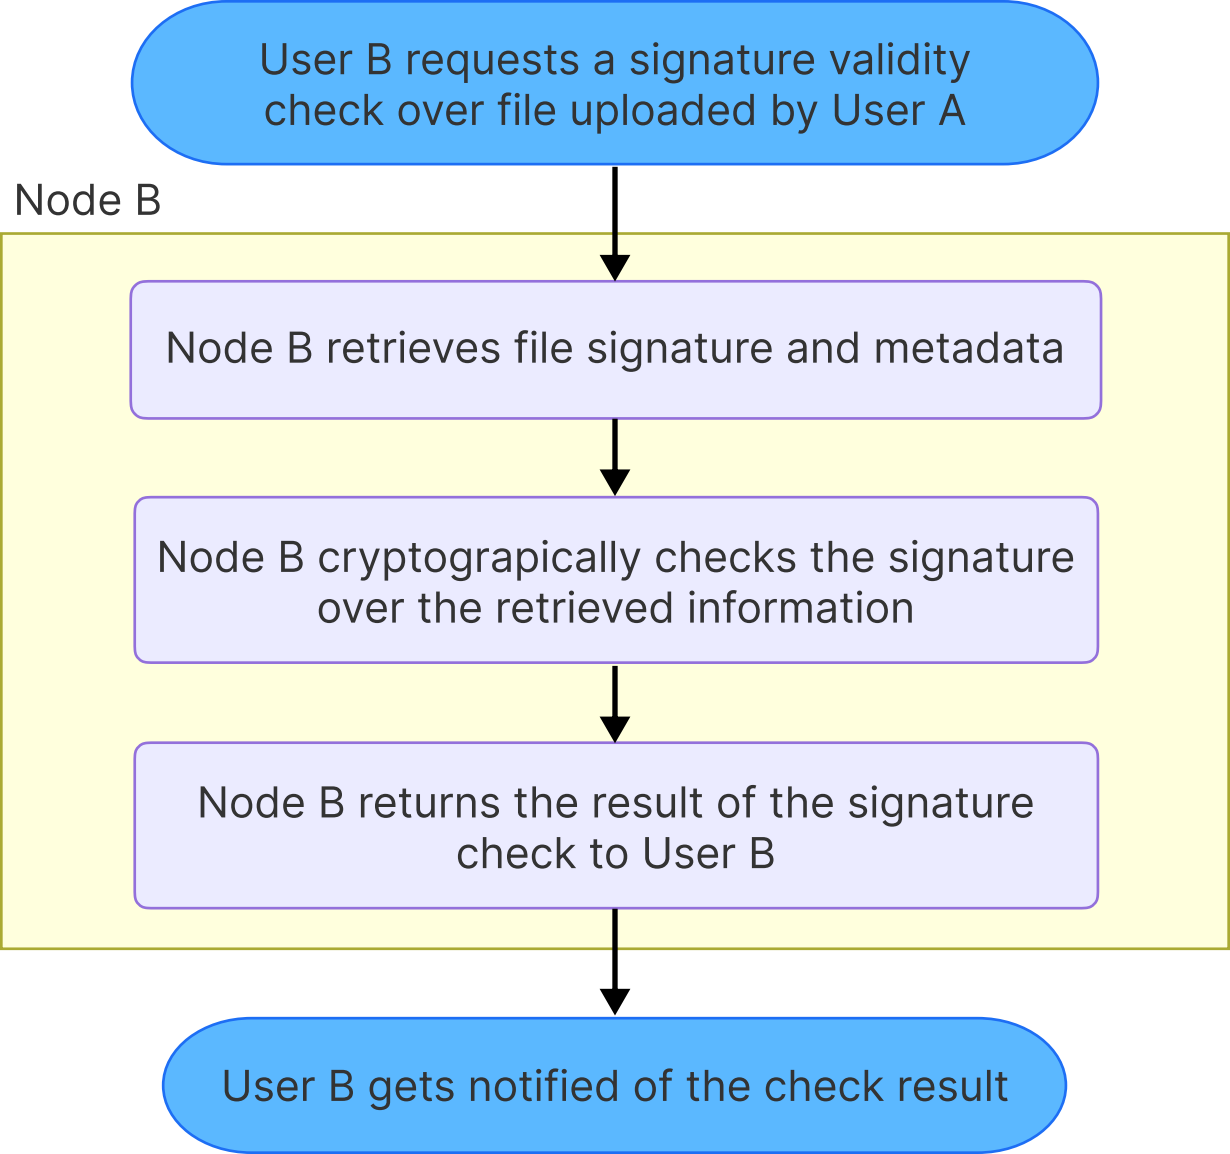 User B requests a signature validity
check over file uploaded by User A
Node B
Node B retrieves file signature and metadata
Node B cryptograpically checks the signature
over the retrieved information
Node B returns the result of the signature
check to User B
User B gets notified of the check result